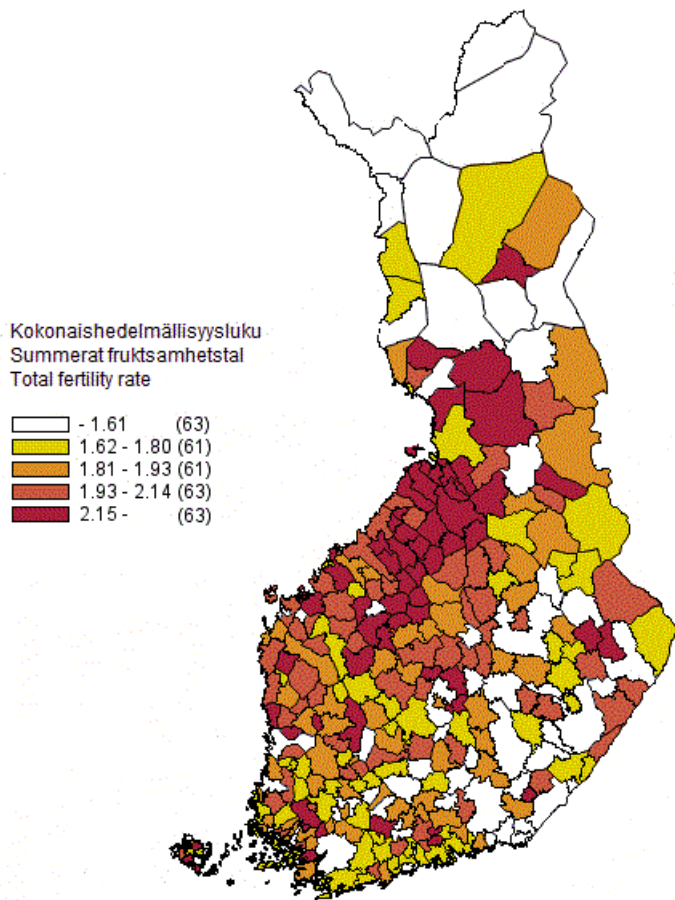 Kokonaishedelmällisyysluku
Summerat fruktsamhetstal
Total fertility rate
- 1.61 (63)
1.62 - 1.80 (61)
1.81 - 1.93 (61)
1.93 - 2.14 (63)
2.15 - (63)